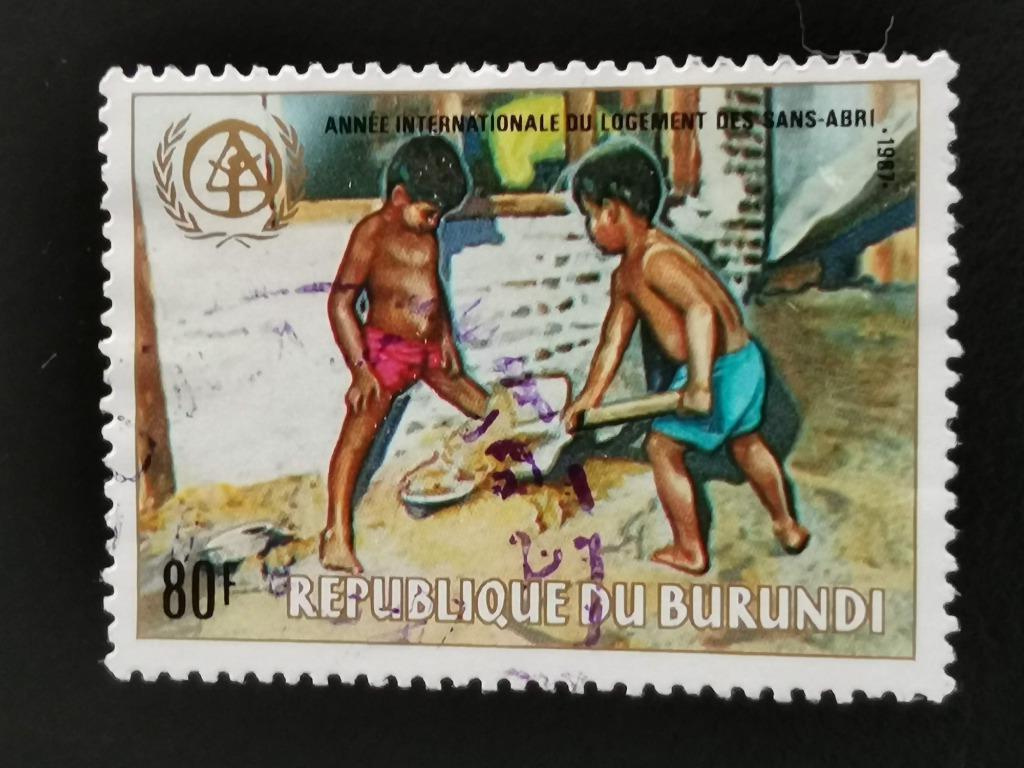 ANNÉE INTERNATIONALE DU LOGEMENT DES SANS-ABRI
·1987·
80F
REPUBLIQUE DU BURUNDI